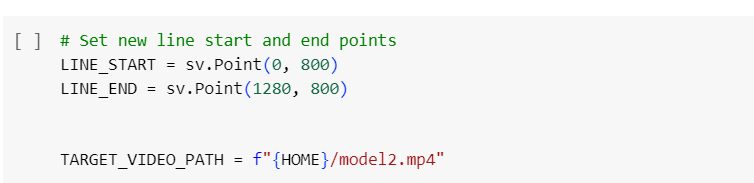 [ ] # Set new line start and end points
LINE_START = sv.Point(0, 800)
LINE_END = sv.Point(1280, 800)
TARGET_VIDEO_PATH = f"{HOME}/model2.mp4"